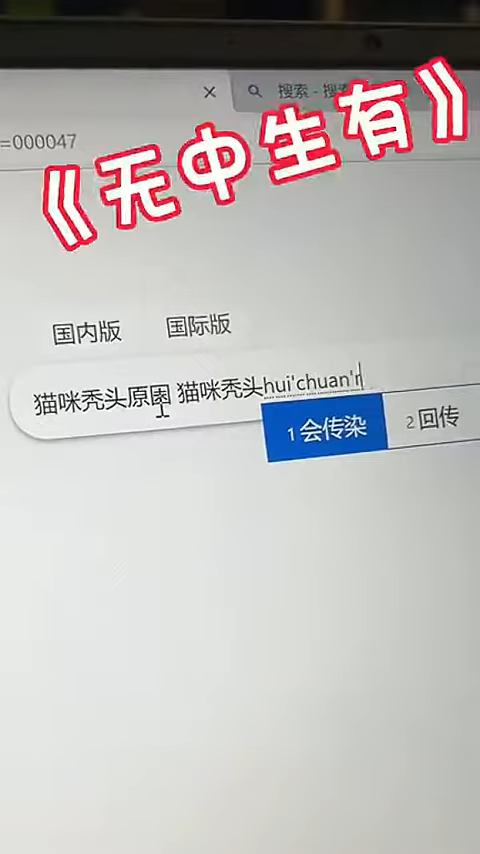 搜索 - 搜索
=000047
《无中生有》
国内版 国际版
猫咪秃头原因 猫咪秃头hui'chuan'r
1 会传染 2 回传